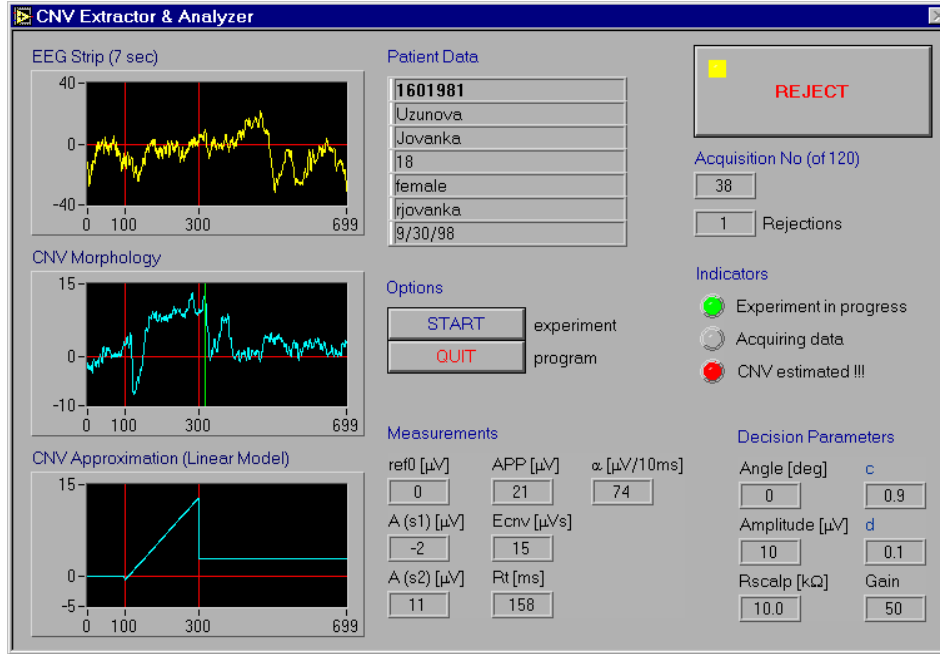 CNV Extractor & Analyzer
EEG Strip (7 sec)
40
0
-40
0 100 300 699
CNV Morphology
15
0
-10
0 100 300 699
CNV Approximation (Linear Model)
15
0
-5
0 100 300 699
Patient Data
1601981
Uzunova
Jovanka
18
female
rjovanka
9/30/98
Options
START experiment
QUIT program
Measurements
ref0 [µV] APP [µV] α [µV/10ms]
0 21 74
A (s1) [µV] Ecnv [µVs]
-2 15
A (s2) [µV] Rt [ms]
11 158
REJECT
Acquisition No (of 120)
38
1 Rejections
Indicators
Experiment in progress
Acquiring data
CNV estimated !!!
Decision Parameters
Angle [deg] c
0 0.9
Amplitude [µV] d
10 0.1
Rscalp [kΩ] Gain
10.0 50